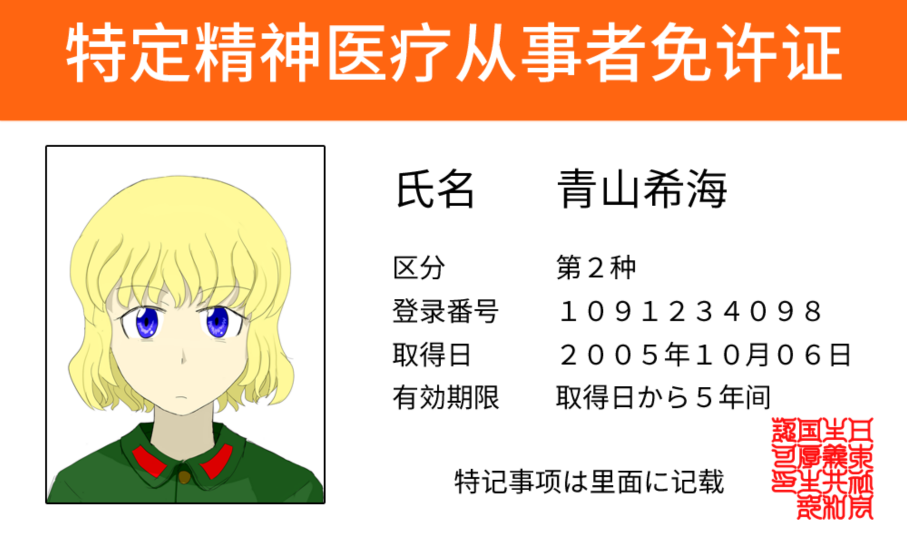 特定精神医疗从事者免许证
氏名 青山希海
区分 第２种
登录番号 １０９１２３４０９８
取得日 ２００５年１０月０６日
有効期限 取得日から５年间
特记事项は里面に记载